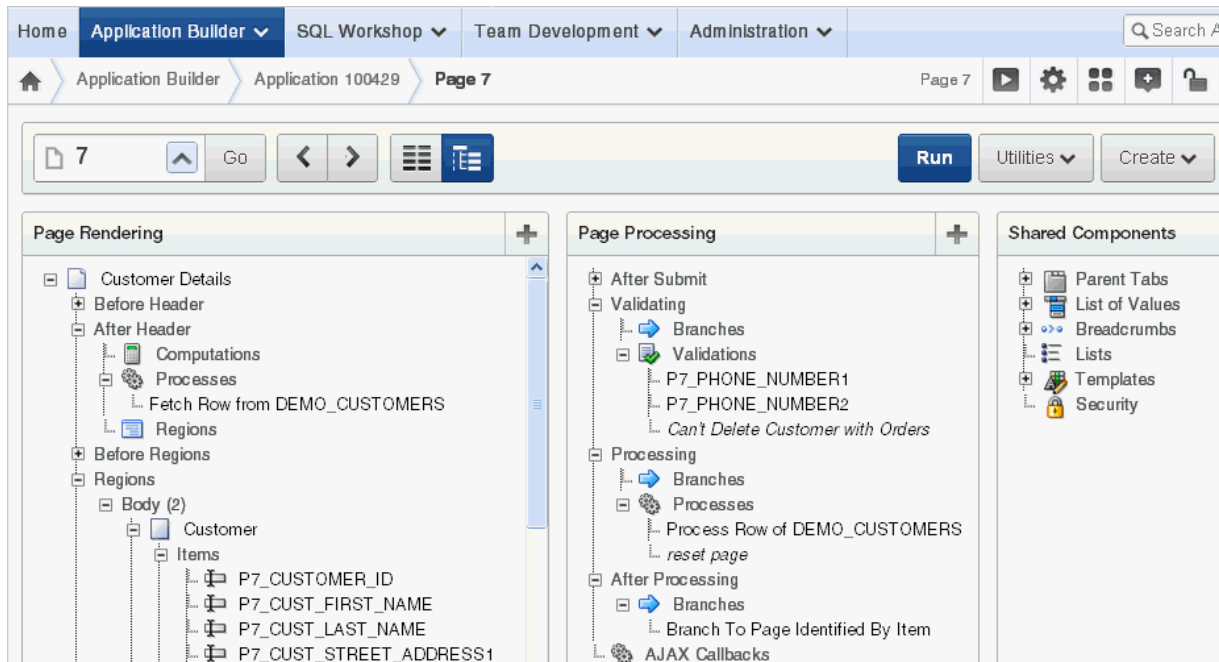 Home Application Builder SQL Workshop Team Development Administration Search A
Application Builder Application 100429 Page 7 Page 7
7 Go Run Utilities Create
Page Rendering
Customer Details
Before Header
After Header
Computations
Processes
Fetch Row from DEMO_CUSTOMERS
Regions
Before Regions
Regions
Body (2)
Customer
Items
P7_CUSTOMER_ID
P7_CUST_FIRST_NAME
P7_CUST_LAST_NAME
P7_CUST_STREET_ADDRESS1
Page Processing
After Submit
Validating
Branches
Validations
P7_PHONE_NUMBER1
P7_PHONE_NUMBER2
Can't Delete Customer with Orders
Processing
Branches
Processes
Process Row of DEMO_CUSTOMERS
reset page
After Processing
Branches
Branch To Page Identified By Item
AJAX Callbacks
Shared Components
Parent Tabs
List of Values
Breadcrumbs
Lists
Templates
Security